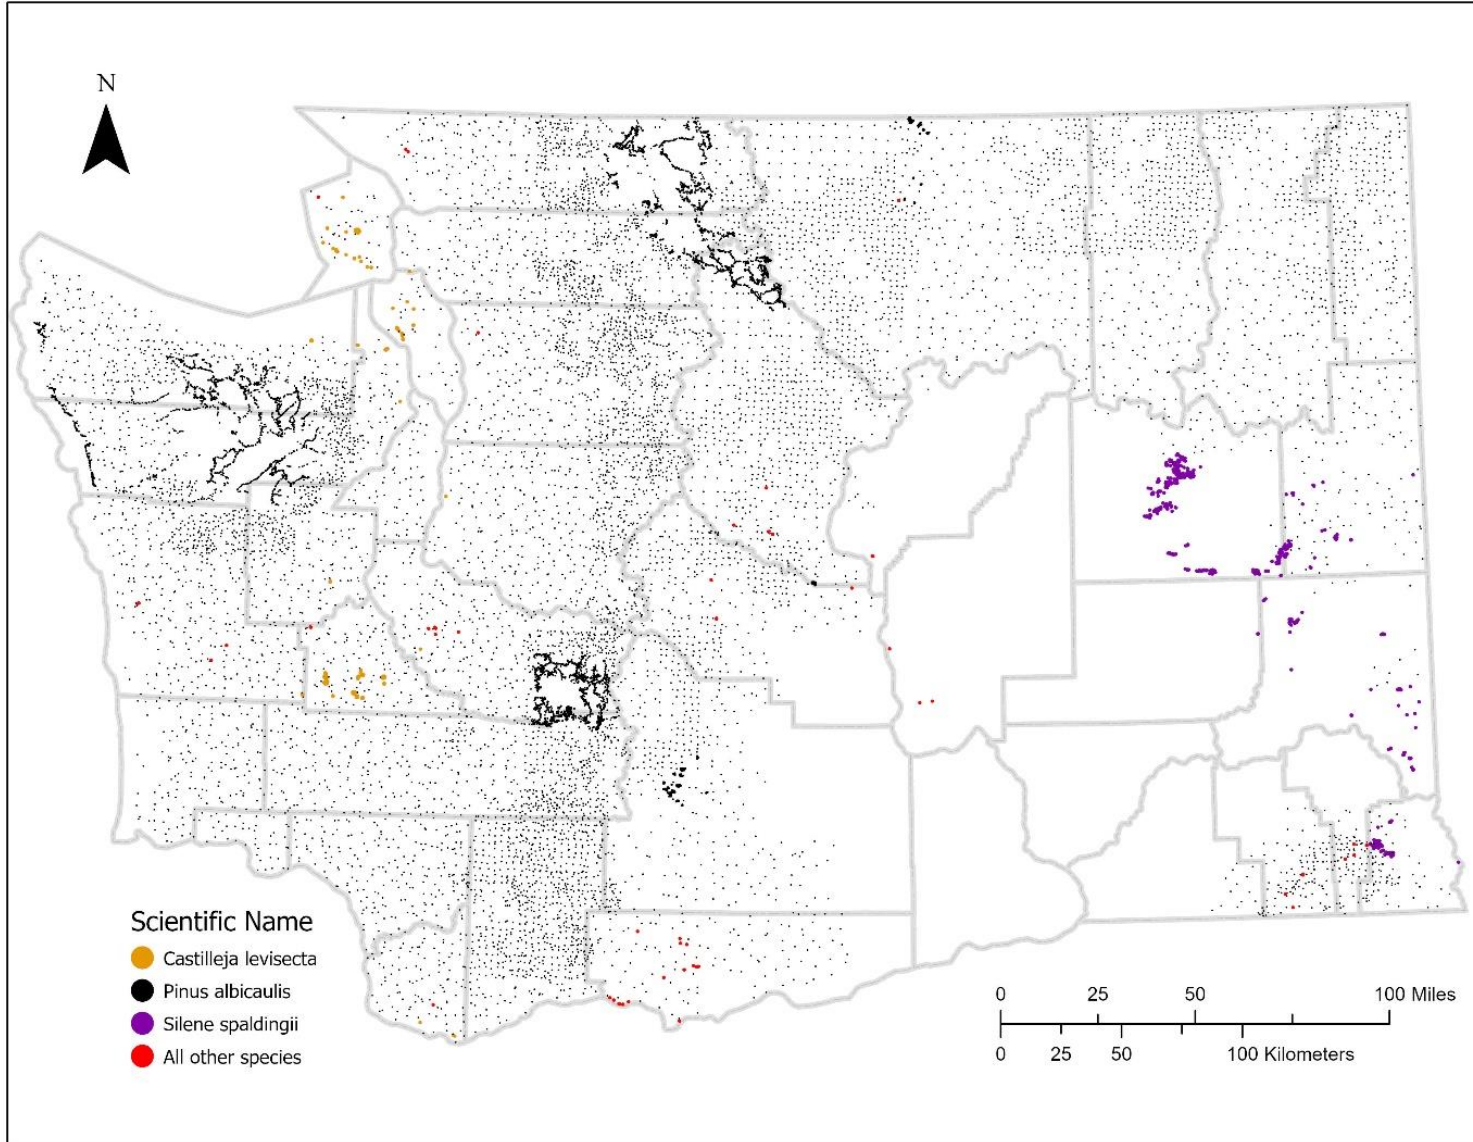 N
Scientific Name
Castilleja levisecta
Pinus albicaulis
Silene spaldingii
All other species
0 25 50 100 Miles
0 25 50 100 Kilometers